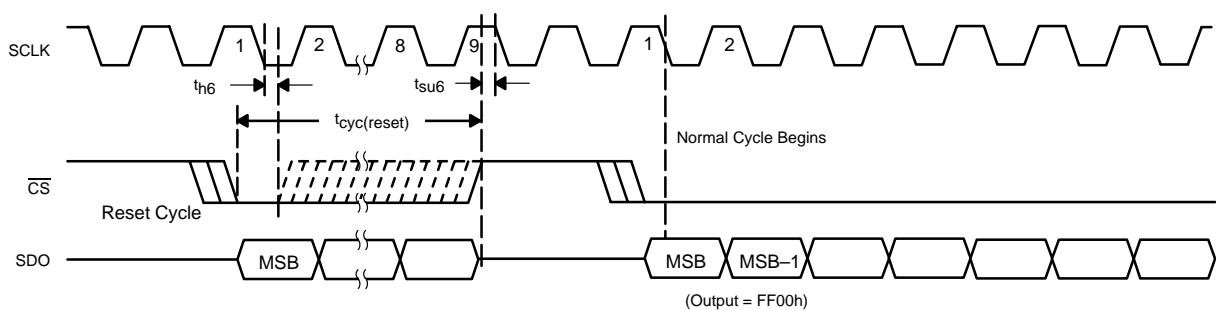 SCLK
1
2
8
9
1
2
th6
tsu6
tcyc(reset)
Normal Cycle Begins
CS
Reset Cycle
SDO
MSB
MSB
MSB–1
(Output = FF00h)